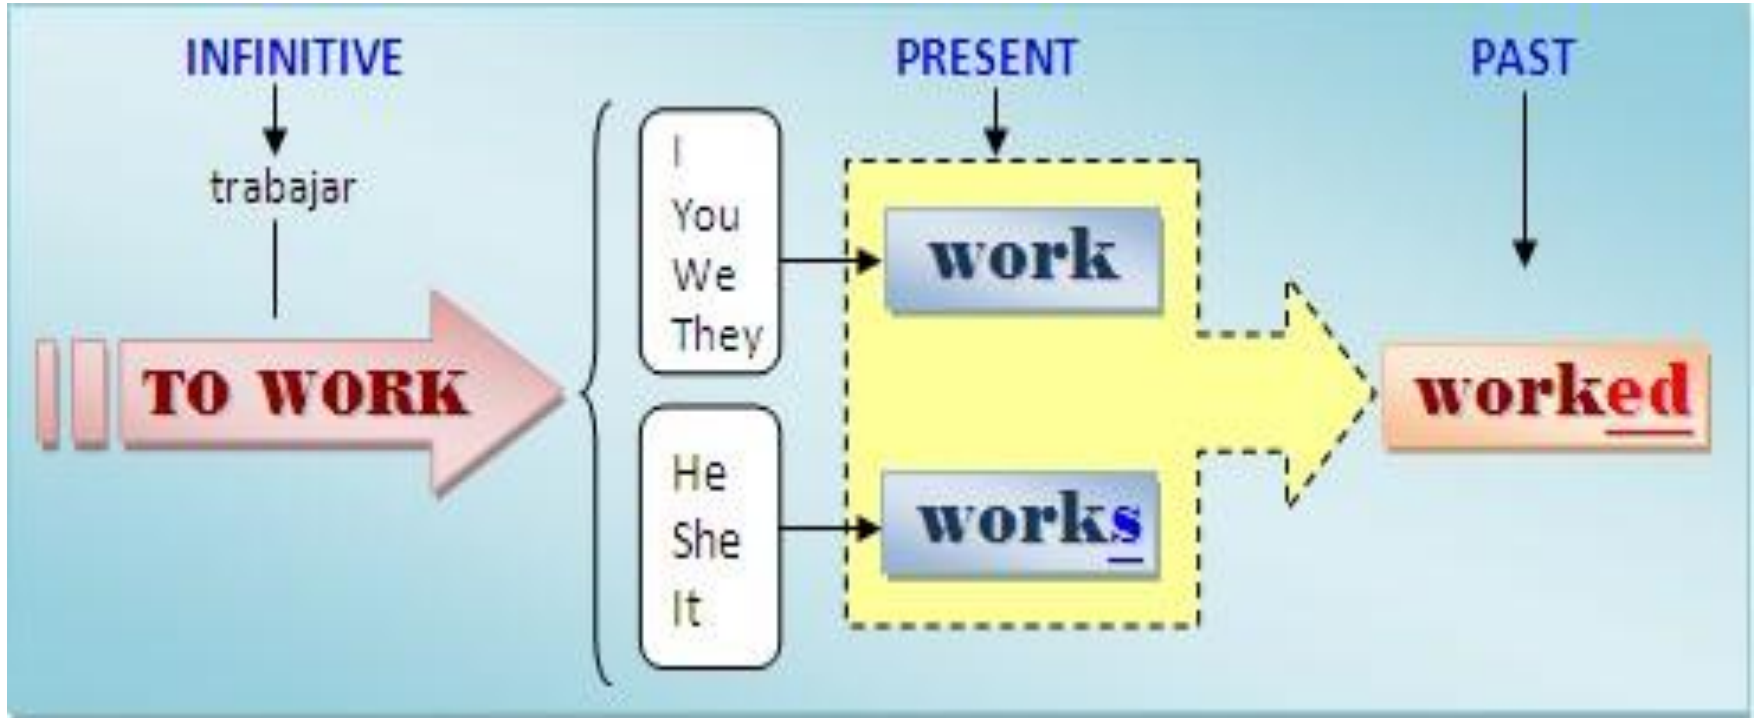 INFINITIVE
trabajar
TO WORK
I
You
We
They
He
She
It
PRESENT
work
works
PAST
worked